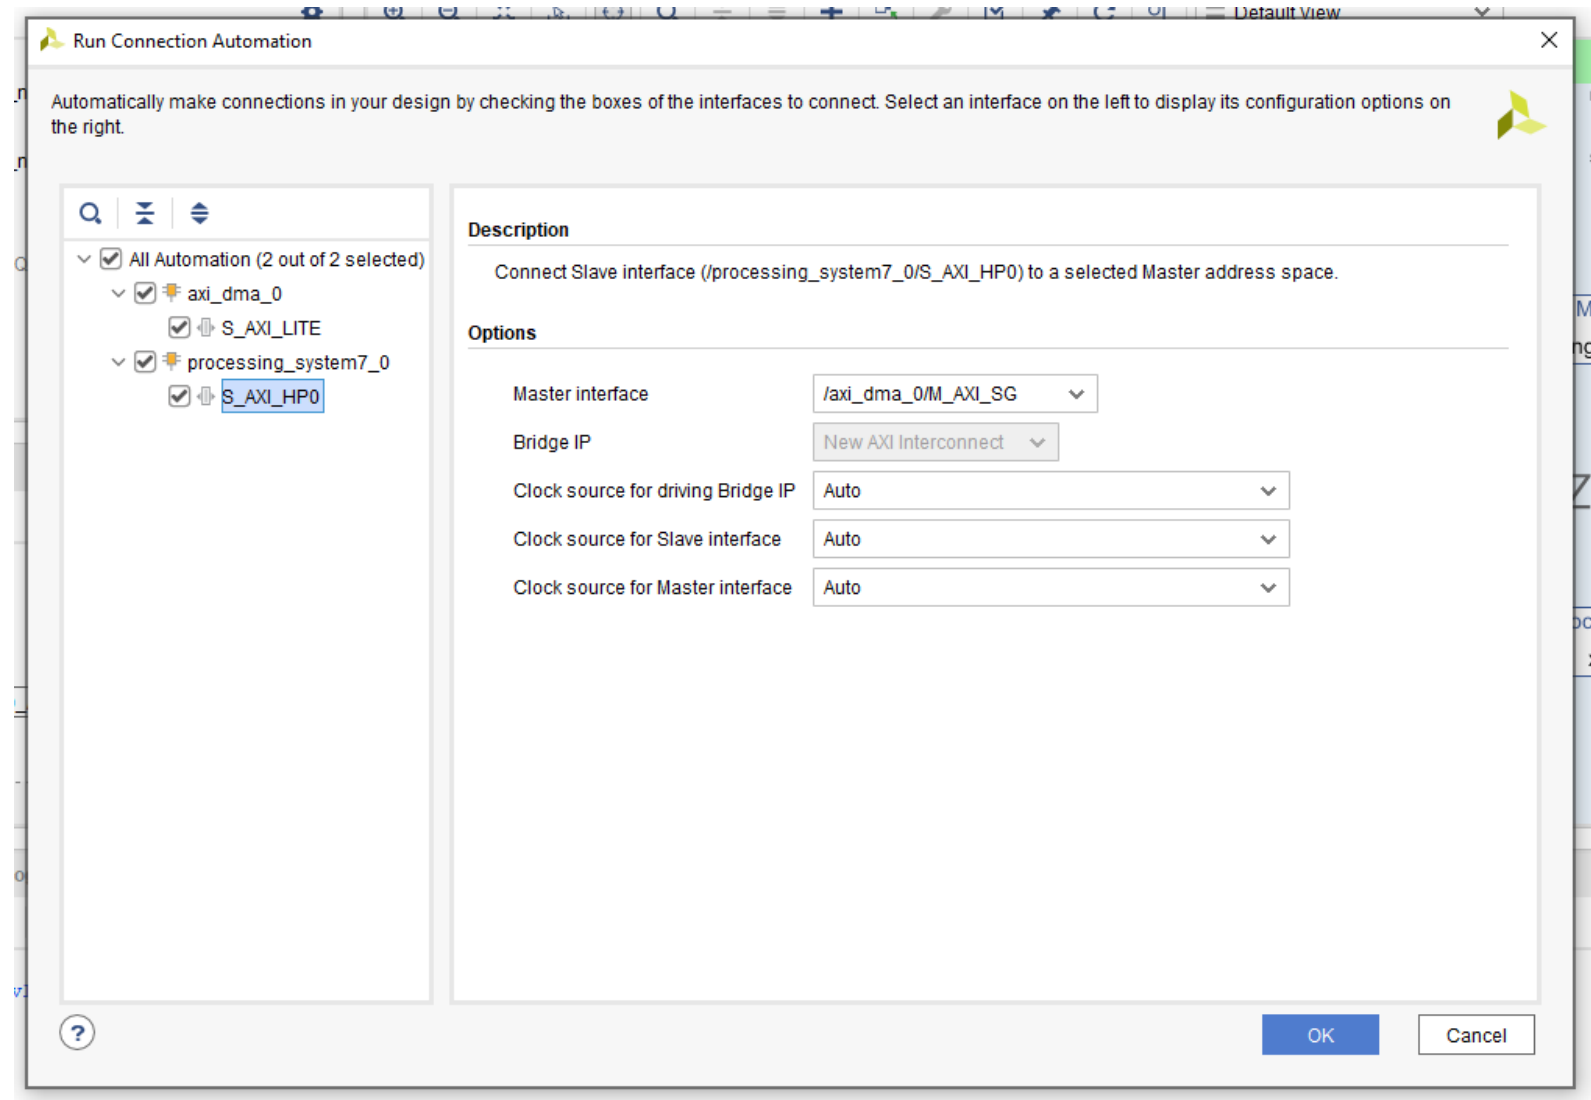 Default View
Run Connection Automation
Automatically make connections in your design by checking the boxes of the interfaces to connect. Select an interface on the left to display its configuration options on
the right.
All Automation (2 out of 2 selected)
axi_dma_0
S_AXI_LITE
processing_system7_0
S_AXI_HP0
Description
Connect Slave interface (/processing_system7_0/S_AXI_HP0) to a selected Master address space.
Options
Master interface
/axi_dma_0/M_AXI_SG
Bridge IP
New AXI Interconnect
Clock source for driving Bridge IP
Auto
Clock source for Slave interface
Auto
Clock source for Master interface
Auto
?
OK
Cancel